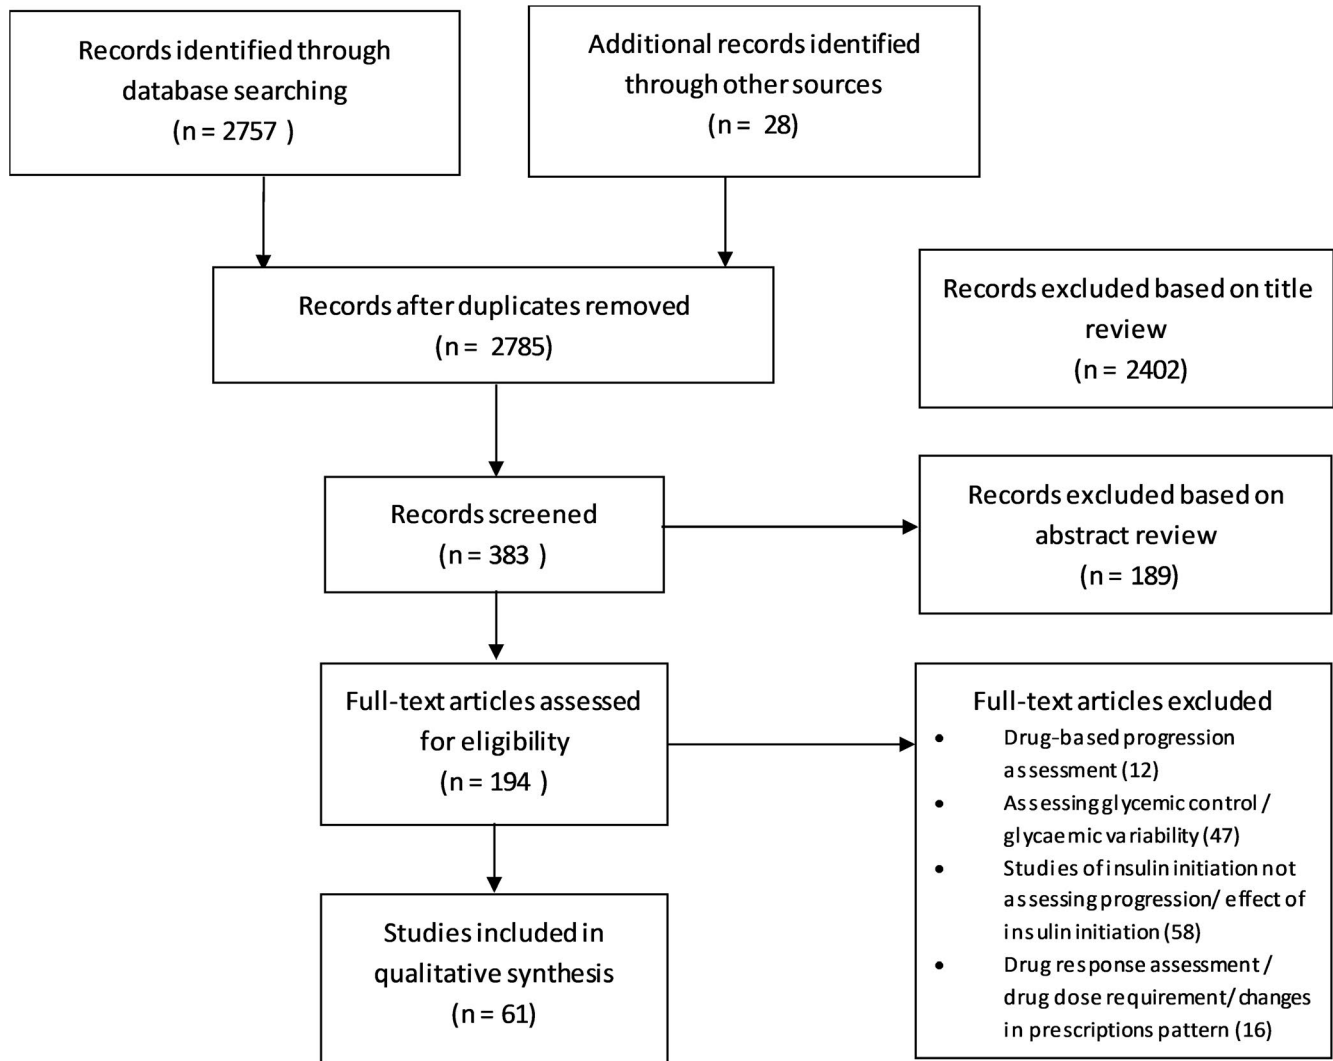 Records identified through
database searching
(n = 2757 )
Additional records identified
through other sources
(n = 28)
Records after duplicates removed
(n = 2785)
Records excluded based on title
review
(n = 2402)
Records screened
(n = 383 )
Records excluded based on
abstract review
(n = 189)
Full-text articles assessed
for eligibility
(n = 194 )
Full-text articles excluded
• Drug-based progression
assessment (12)
• Assessing glycemic control /
glycaemic variability (47)
• Studies of insulin initiation not
assessing progression/ effect of
insulin initiation (58)
• Drug response assessment /
drug dose requirement/changes
in prescriptions pattern (16)
Studies included in
qualitative synthesis
(n = 61)